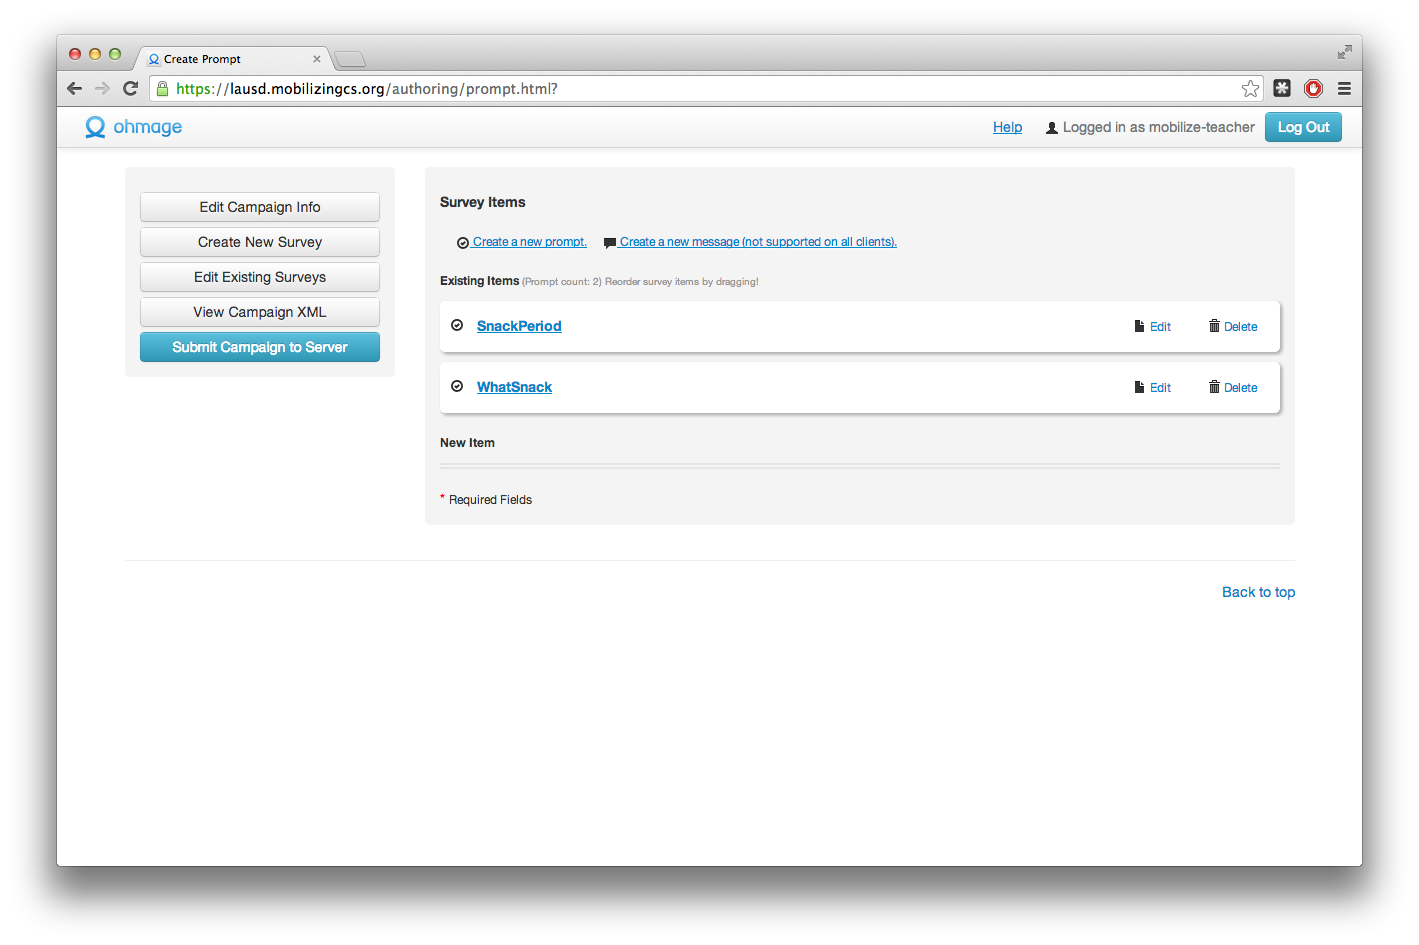 Create Prompt
https://lausd.mobilizingcs.org/authoring/prompt.html?
ohmage
Help
Logged in as mobilize-teacher
Log Out
Edit Campaign Info
Create New Survey
Edit Existing Surveys
View Campaign XML
Submit Campaign to Server
Survey Items
Create a new prompt. Create a new message (not supported on all clients).
Existing Items (Prompt count: 2) Reorder survey items by dragging!
SnackPeriod Edit Delete
WhatSnack Edit Delete
New Item
* Required Fields
Back to top